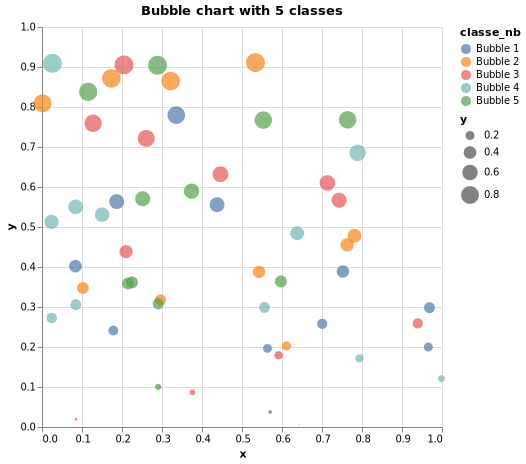 Bubble chart with 5 classes
1.0
0.9
0.8
0.7
0.6
0.5
0.4
0.3
0.2
0.1
0.0
y
0.0 0.1 0.2 0.3 0.4 0.5 0.6 0.7 0.8 0.9 1.0
x
classe_nb
Bubble 1
Bubble 2
Bubble 3
Bubble 4
Bubble 5
y
0.2
0.4
0.6
0.8